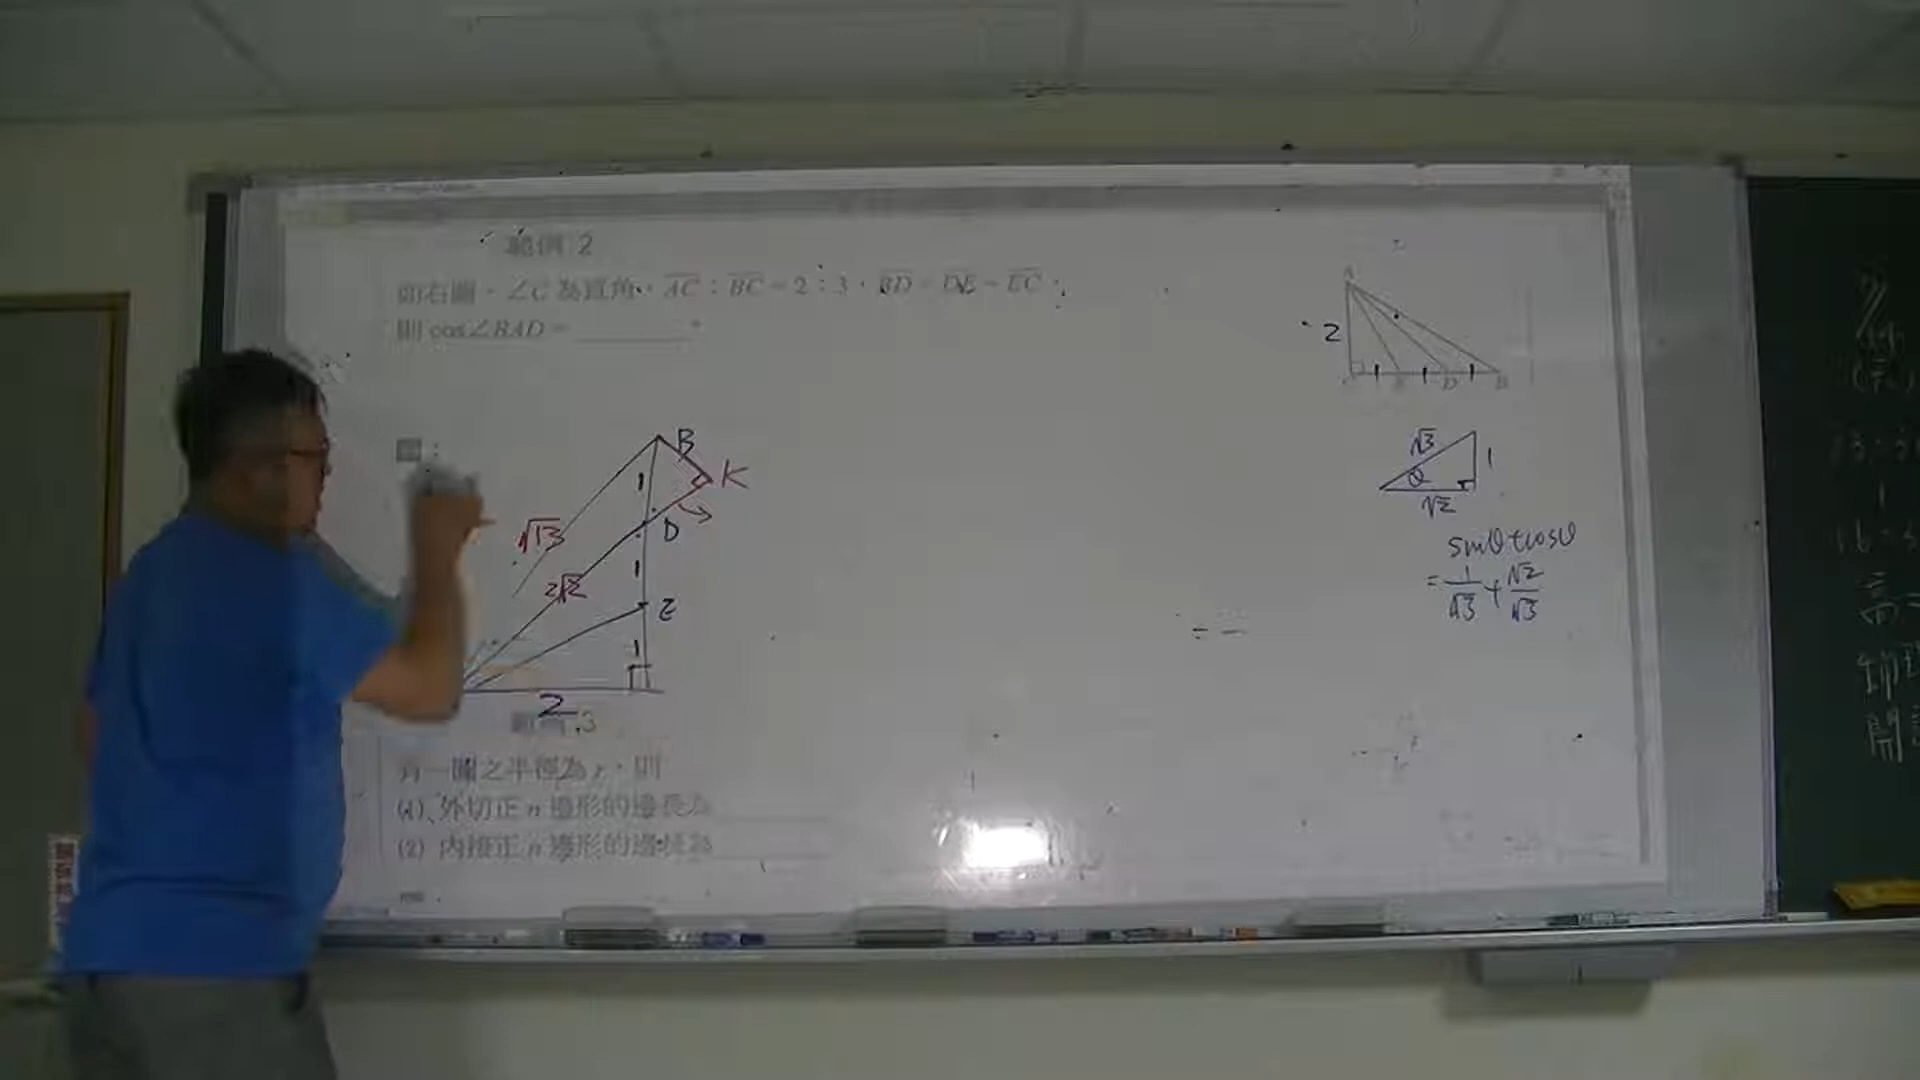 範例 2
如右圖，∠C 為直角，AC：BC = 2：3，BD = DE = EC，
則 cos∠BAD =
A
2
E D B
B
1
K
√13
D
2√2
1
E
1
2
√3
1
θ
√2
sinθ+cosθ
= 1/√3 + √2/√3
= −
範例 3
有一圓之半徑為 r，則
(1) 外切正 n 邊形的邊長為
(2) 內接正 n 邊形的邊長為